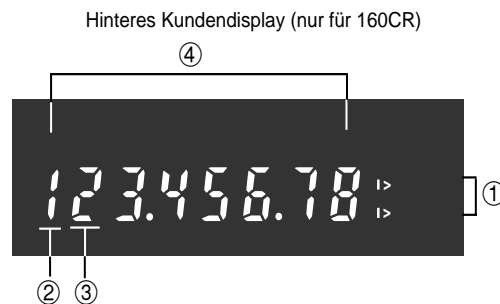 Hinteres Kundendisplay (nur für 160CR)
④
123.456.78
①
② ③